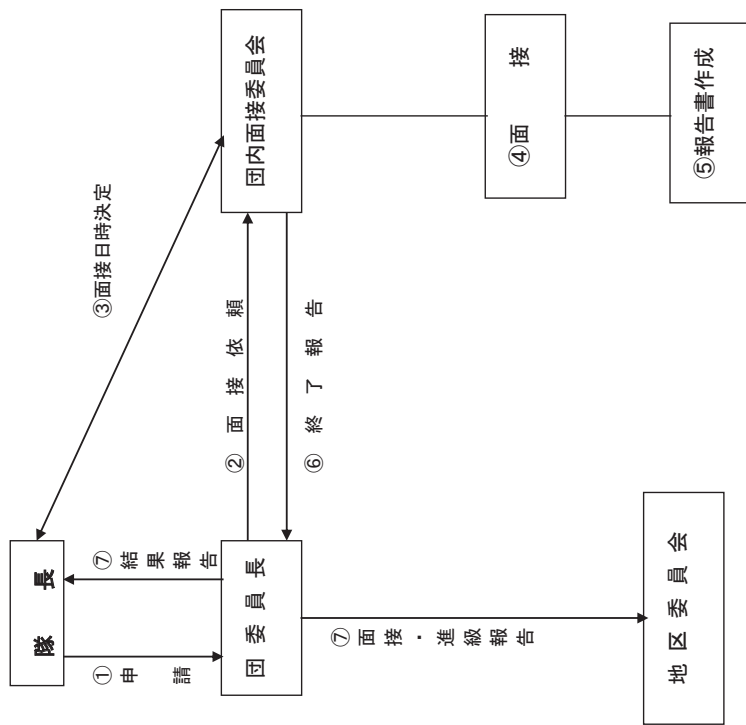 隊　長
①申　　請
⑦結果報告
③面接日時決定
団 委 員 長
② 面 接 依 頼
⑥ 終 了 報 告
団内面接委員会
④面　　接
⑤報告書作成
⑦面接・進級報告
地 区 委 員 会